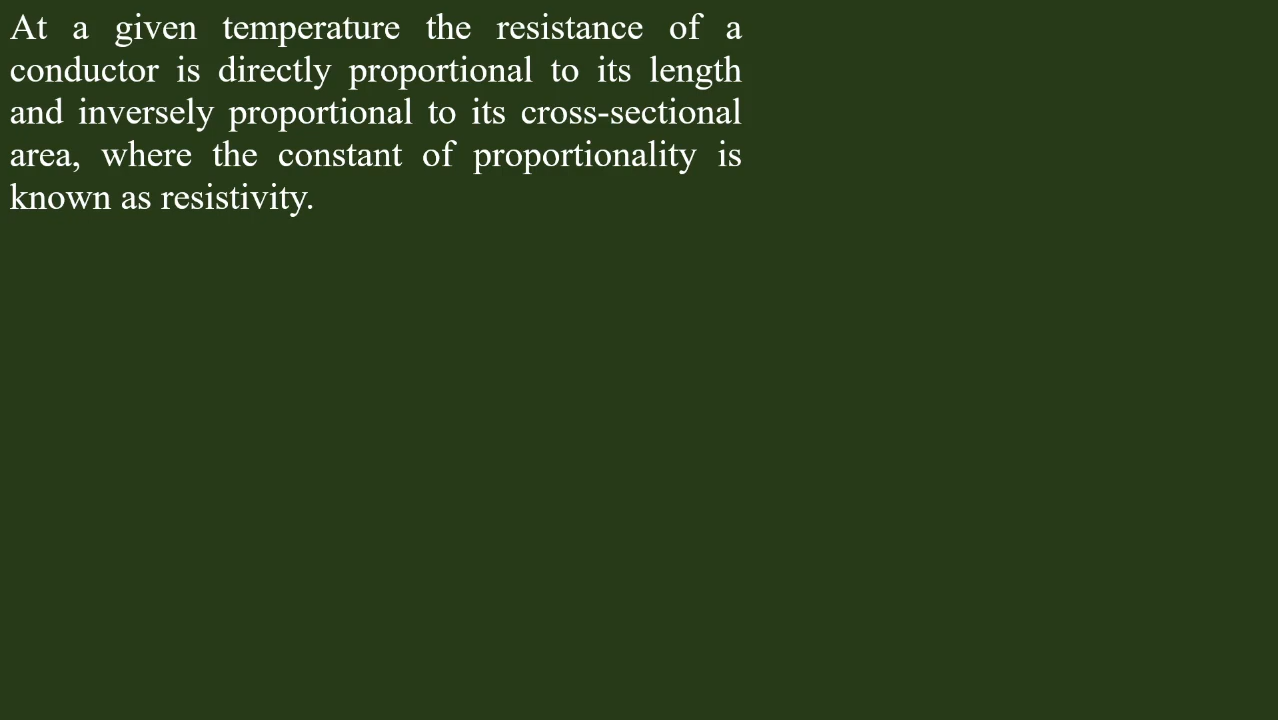 At a given temperature the resistance of a
conductor is directly proportional to its length
and inversely proportional to its cross-sectional
area, where the constant of proportionality is
known as resistivity.